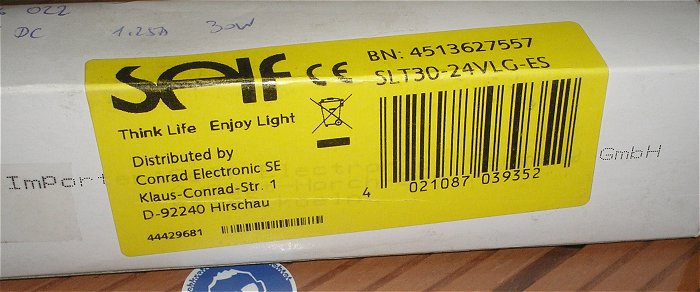 022
DC 1.25A 30W
SELF CE BN: 4513627557
SLT30-24VLG-ES
Think Life Enjoy Light
Distributed by
Conrad Electronic SE
Klaus-Conrad-Str. 1
D-92240 Hirschau
4 021087 039352
44429681
GmbH